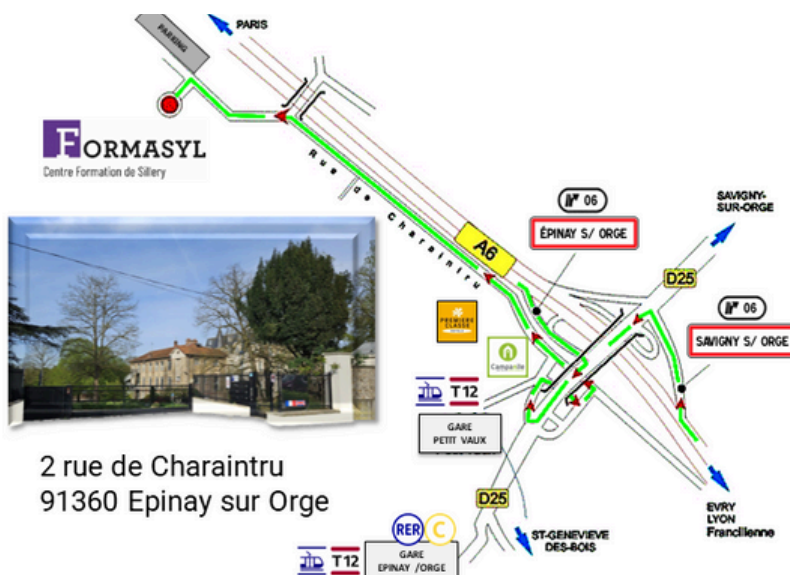 PARIS
PARKING
FORMASYL
Centre Formation de Sillery
Rue de Charaintru
A6
N° 06
ÉPINAY S/ ORGE
SAVIGNY-
SUR-ORGE
D25
N° 06
SAVIGNY S/ ORGE
PREMIERE
CLASSE
Campanile
T12
GARE
PETIT VAUX
2 rue de Charaintru
91360 Epinay sur Orge
D25
EVRY
LYON
Francilienne
RER C
ST-GENEVIEVE
DES-BOIS
T12
GARE
EPINAY /ORGE